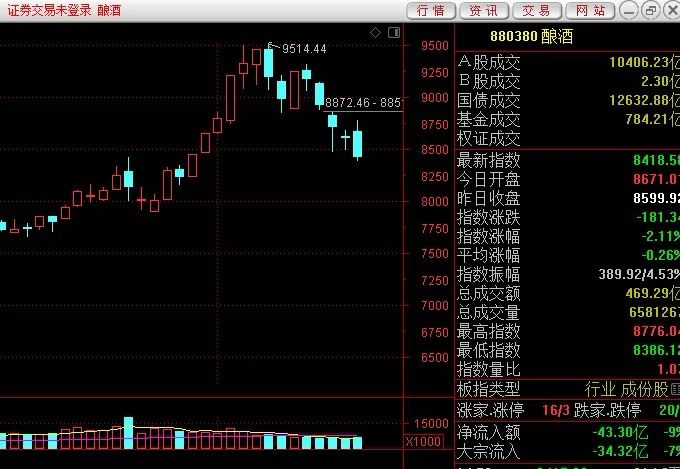 证券交易未登录 酿酒
行 情 资 讯 交 易 网 站
9514.44
8872.46 - 885
9500
9250
9000
8750
8500
8250
8000
7750
7500
7250
7000
6750
6500
15000
X1000
880380 酿酒
A股成交 10406.23亿
B股成交 2.30亿
国债成交 12632.88亿
基金成交 784.21亿
权证成交
最新指数 8418.58
今日开盘 8671.01
昨日收盘 8599.92
指数涨跌 -181.34
指数涨幅 -2.11%
平均涨幅 -0.26%
指数振幅 389.92/4.53%
总成交额 469.29亿
总成交量 6581267
最高指数 8776.04
最低指数 8386.12
指数量比 1.07
板指类型 行业 成份股
涨家.涨停 16/3 跌家.跌停 20/
净流入额 -43.30亿 -9%
大宗流入 -34.32亿 -7%